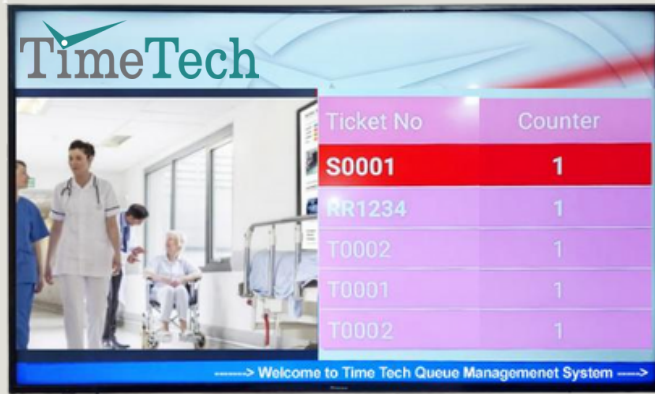 TimeTech
Ticket No Counter
S0001 1
RR1234 1
T0002 1
T0001 1
T0002 1
-------> Welcome to Time Tech Queue Managemenet System ----->